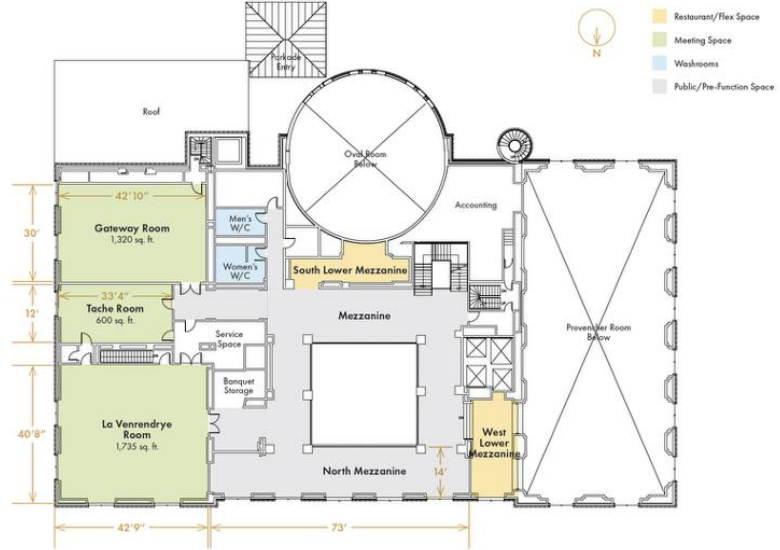 Restaurant/Flex Space
Meeting Space
Washrooms
Public/Pre-Function Space
N
Parkade
Entry
Roof
Oval Room
Below
Accounting
42'10"
30'
Gateway Room
1,320 sq. ft.
Men's
W/C
Women's
W/C
South Lower Mezzanine
33'4"
12'
Tache Room
600 sq. ft.
Mezzanine
Service
Space
Provencher Room
Below
Banquet
Storage
La Venrendrye
Room
1,735 sq. ft.
40'8"
West
Lower
Mezzanine
North Mezzanine
14'
42'9"
73'